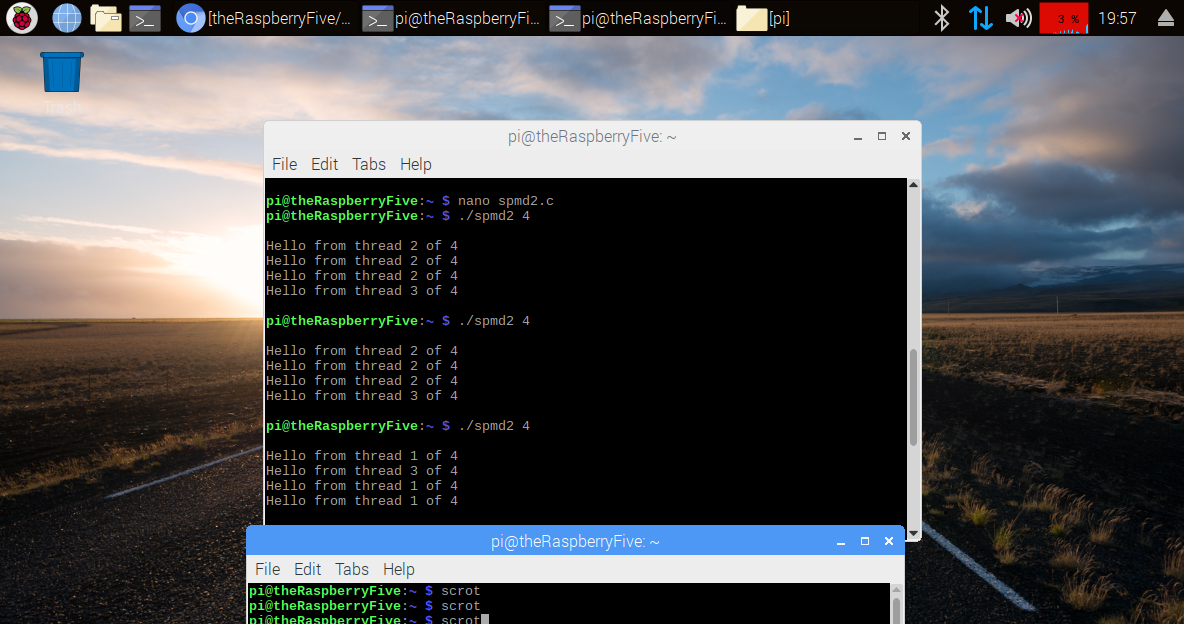 [theRaspberryFive/... pi@theRaspberryFi... pi@theRaspberryFi... [pi] 3 % 19:57
Trash
pi@theRaspberryFive: ~
File Edit Tabs Help
pi@theRaspberryFive:~ $ nano spmd2.c
pi@theRaspberryFive:~ $ ./spmd2 4
Hello from thread 2 of 4
Hello from thread 2 of 4
Hello from thread 2 of 4
Hello from thread 3 of 4
pi@theRaspberryFive:~ $ ./spmd2 4
Hello from thread 2 of 4
Hello from thread 2 of 4
Hello from thread 2 of 4
Hello from thread 3 of 4
pi@theRaspberryFive:~ $ ./spmd2 4
Hello from thread 1 of 4
Hello from thread 3 of 4
Hello from thread 1 of 4
Hello from thread 1 of 4
pi@theRaspberryFive: ~
File Edit Tabs Help
pi@theRaspberryFive:~ $ scrot
pi@theRaspberryFive:~ $ scrot
pi@theRaspberryFive:~ $ scrot